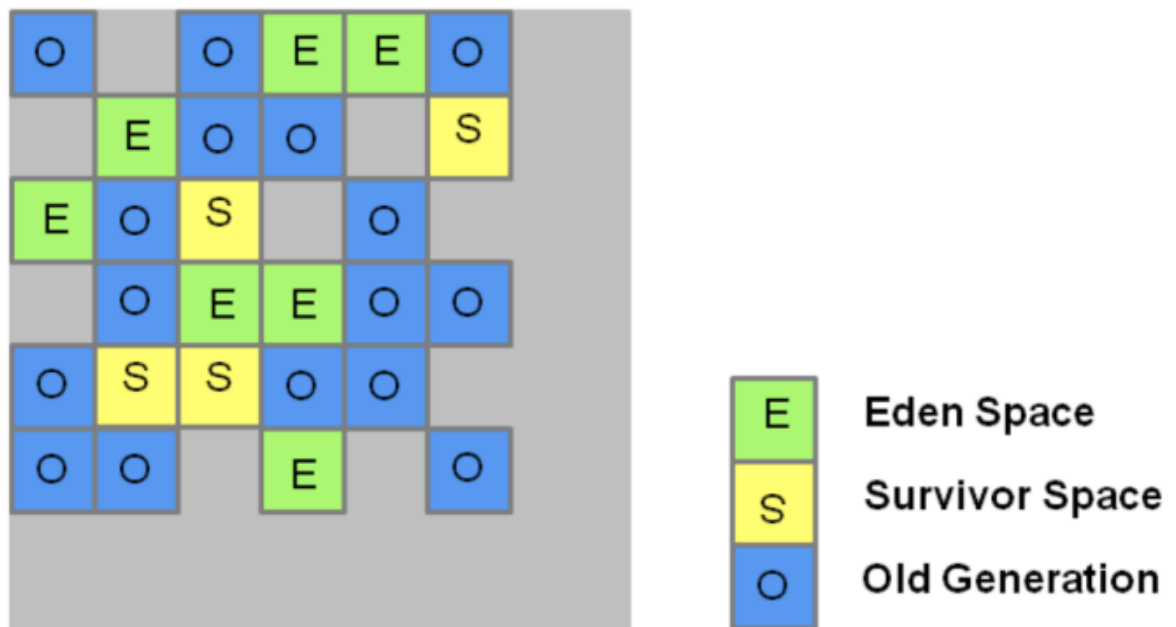 O O E E O
E O O S
E O S O
O E E O O
O S S O O
O O E O
E Eden Space
S Survivor Space
O Old Generation